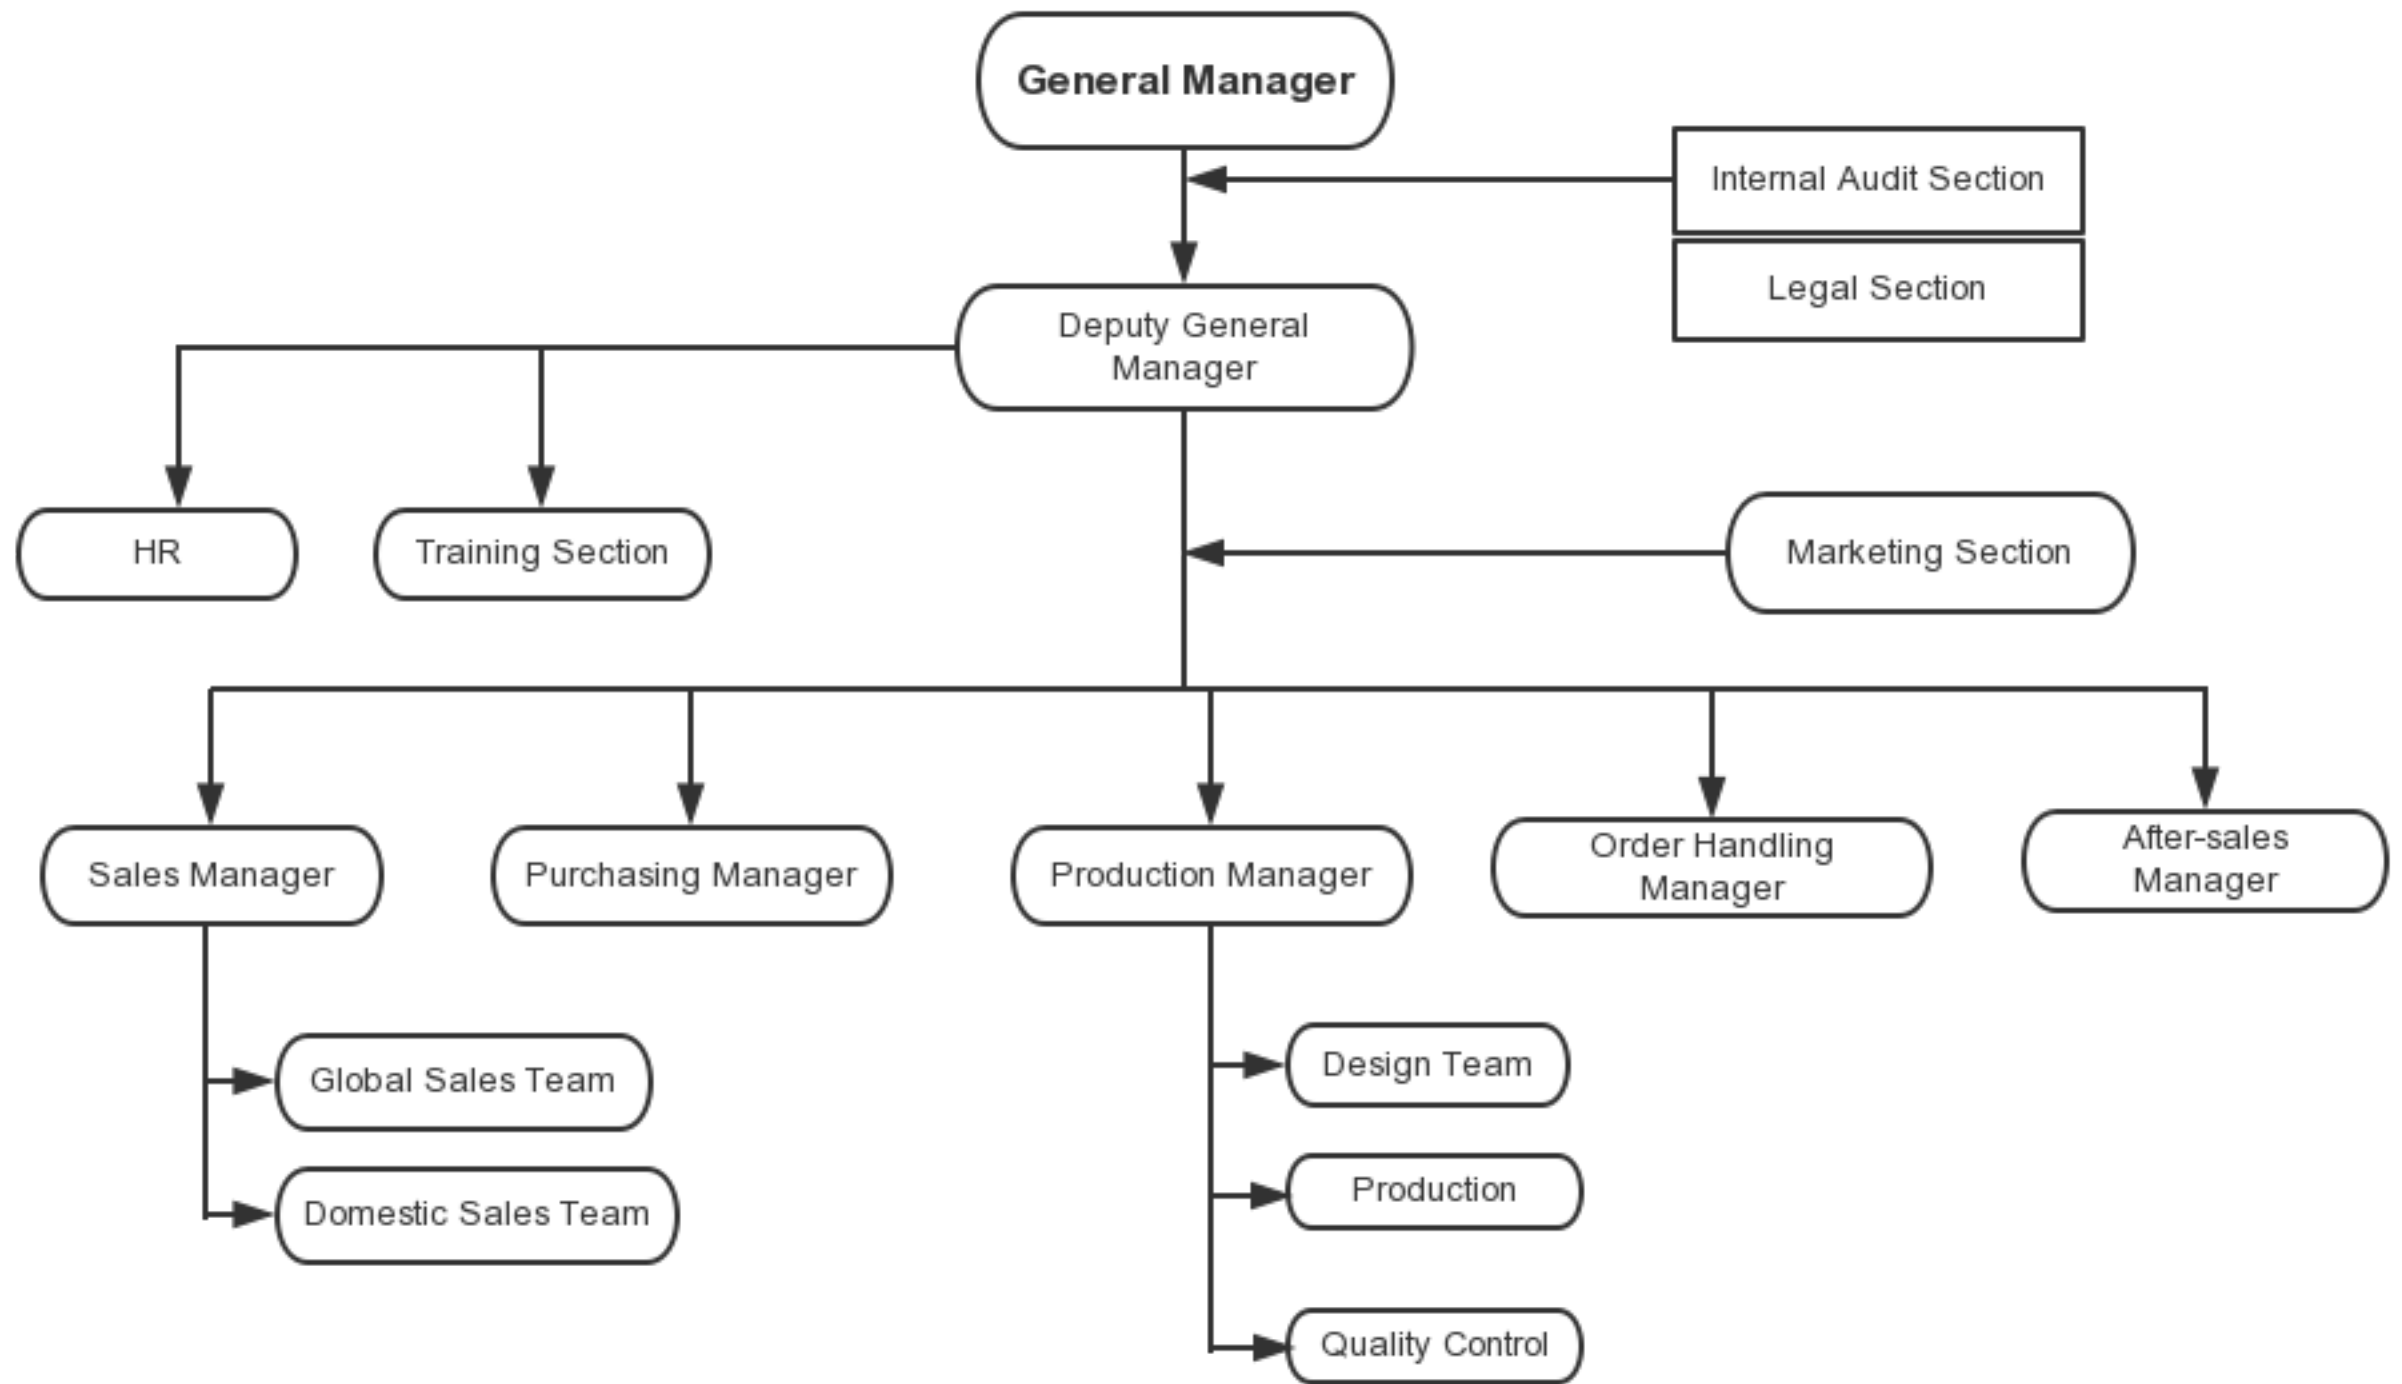 General Manager
Internal Audit Section
Legal Section
Deputy General
Manager
HR
Training Section
Marketing Section
Sales Manager
Purchasing Manager
Production Manager
Order Handling
Manager
After-sales
Manager
Global Sales Team
Domestic Sales Team
Design Team
Production
Quality Control